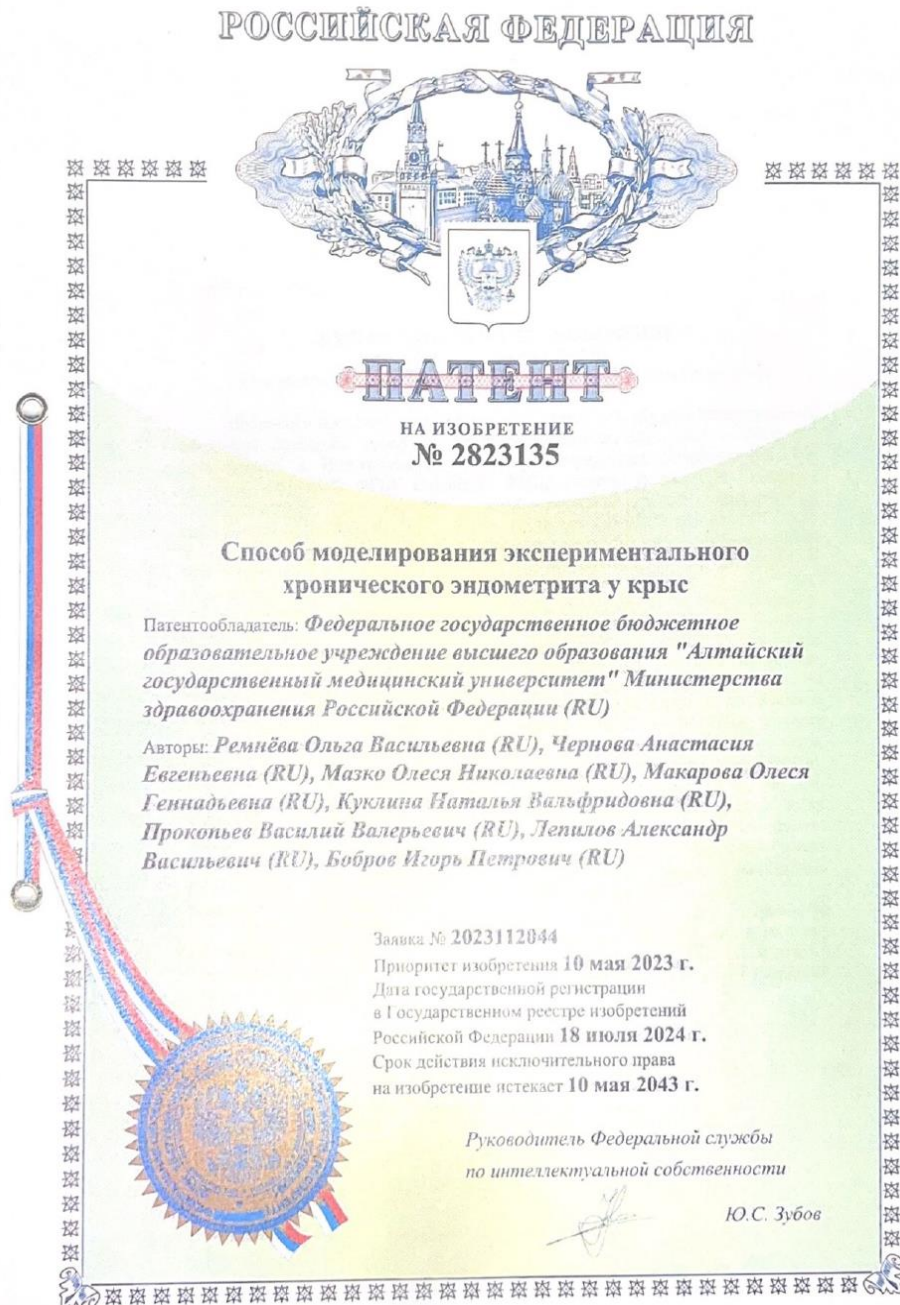 РОССИЙСКАЯ ФЕДЕРАЦИЯ
ПАТЕНТ
НА ИЗОБРЕТЕНИЕ
№ 2823135
Способ моделирования экспериментального
хронического эндометрита у крыс
Патентообладатель: Федеральное государственное бюджетное
образовательное учреждение высшего образования "Алтайский
государственный медицинский университет" Министерства
здравоохранения Российской Федерации (RU)
Авторы: Ремнёва Ольга Васильевна (RU), Чернова Анастасия
Евгеньевна (RU), Мазко Олеся Николаевна (RU), Макарова Олеся
Геннадьевна (RU), Куклина Наталья Вальфридовна (RU),
Прокопьев Василий Валерьевич (RU), Лепилов Александр
Васильевич (RU), Бобров Игорь Петрович (RU)
Заявка № 2023112044
Приоритет изобретения 10 мая 2023 г.
Дата государственной регистрации
в Государственном реестре изобретений
Российской Федерации 18 июля 2024 г.
Срок действия исключительного права
на изобретение истекает 10 мая 2043 г.
Руководитель Федеральной службы
по интеллектуальной собственности
Ю.С. Зубов